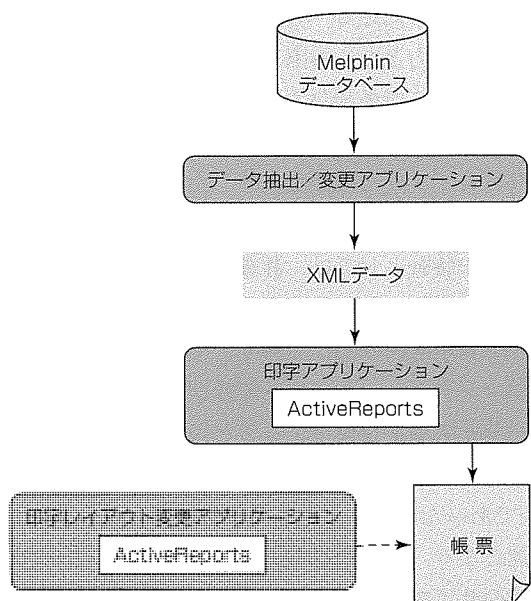 Melphin
データベース
データ抽出／変更アプリケーション
XMLデータ
印字アプリケーション
ActiveReports
印字レイアウト変更アプリケーション
ActiveReports
帳票